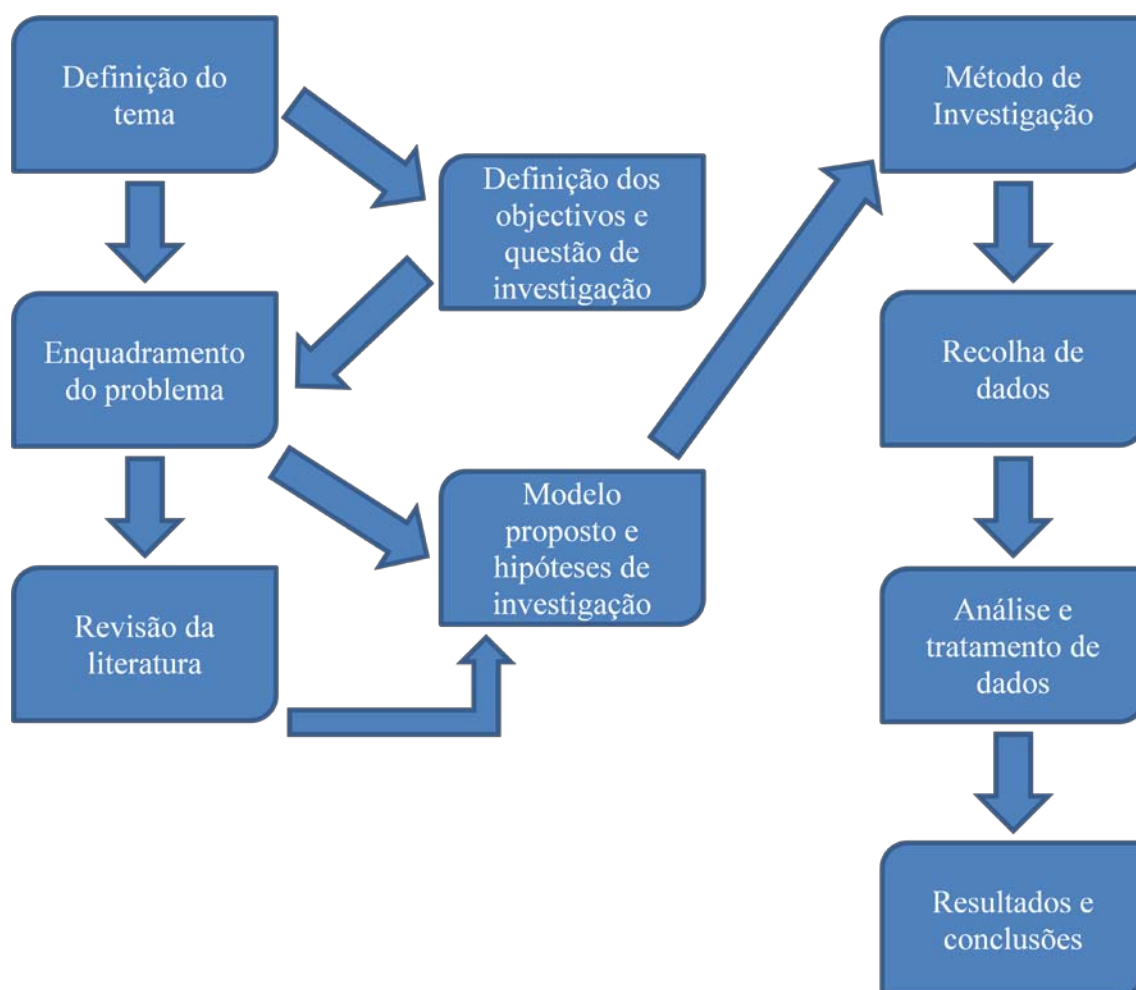 Definição do
tema
Definição dos
objectivos e
questão de
investigação
Enquadramento
do problema
Modelo
proposto e
hipóteses de
investigação
Revisão da
literatura
Método de
Investigação
Recolha de
dados
Análise e
tratamento de
dados
Resultados e
conclusões